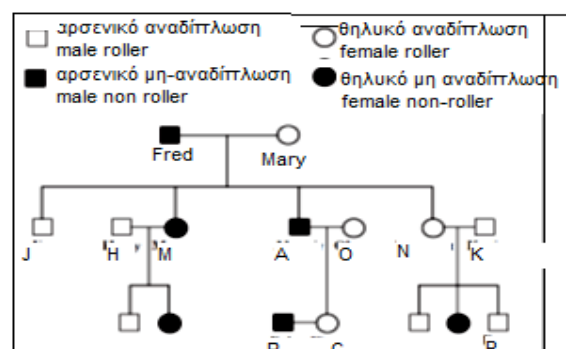 αρσενικό αναδίπλωση
male roller
θηλυκό αναδίπλωση
female roller
αρσενικό μη-αναδίπλωση
male non roller
θηλυκό μη αναδίπλωση
female non-roller
Fred
Mary
J H M A O N K